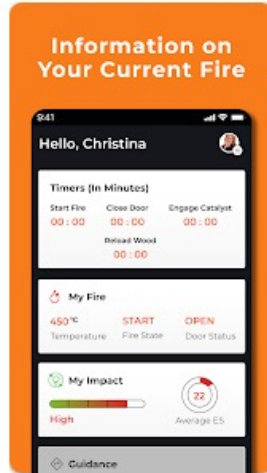 Information on
Your Current Fire
9:41
Hello, Christina
Timers (In Minutes)
Start Fire Close Door Engage Catalyst
00 : 00 00 : 00 00 : 00
Reload Wood
00 : 00
My Fire
450°C START OPEN
Temperature Fire State Door Status
My Impact
22
High Average ES
Guidance